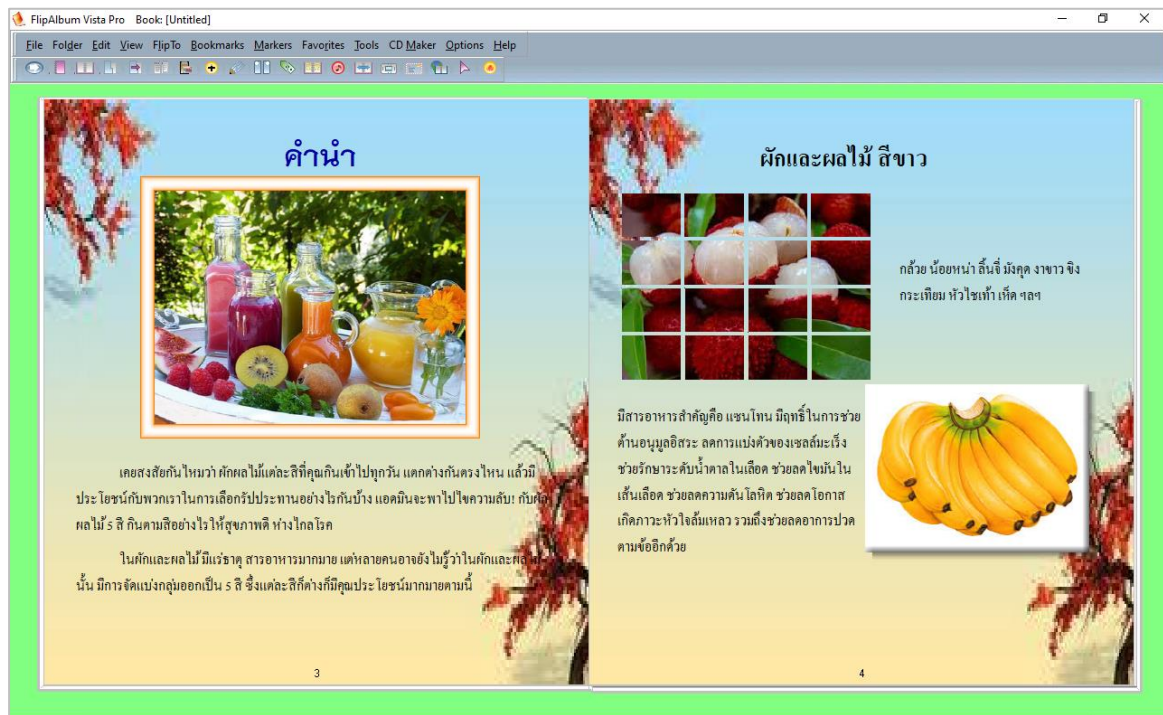 FlipAlbum Vista Pro Book: [Untitled]
File Folder Edit View FlipTo Bookmarks Markers Favorites Tools CD Maker Options Help
คำนำ
เคยสงสัยกันไหมว่า ผักผลไม้แต่ละสีที่คุณกินเข้าไปทุกวัน แตกต่างกันตรงไหน แล้วมี
ประโยชน์กับพวกเราในการเลือกรับประทานอย่างไรกันบ้าง แอดมินจะพาไปไขความลับ! กับผัก
ผลไม้ 5 สี กินตามสีอย่างไร ให้สุขภาพดี ห่างไกลโรค
ในผักและผลไม้ มีแร่ธาตุ สารอาหารมากมาย แต่หลายคนอาจยังไม่รู้ว่า ในผักและผลไม้
นั้น มีการจัดแบ่งกลุ่มออกเป็น 5 สี ซึ่งแต่ละสีก็ต่างก็มีคุณประโยชน์มากมายตามนี้
3
ผักและผลไม้ สีขาว
กล้วย น้อยหน่า ลิ้นจี่ มังคุด งาขาว ขิง
กระเทียม หัวไชเท้า เห็ด ฯลฯ
มีสารอาหารสำคัญคือ แซนโทน มีฤทธิ์ในการช่วย
ต้านอนุมูลอิสระ ลดการแบ่งตัวของเซลล์มะเร็ง
ช่วยรักษาระดับน้ำตาลในเลือด ช่วยลดไขมันใน
เส้นเลือด ช่วยลดความดันโลหิต ช่วยลดโอกาส
เกิดภาวะหัวใจล้มเหลว รวมถึงช่วยลดอาการปวด
ตามข้ออีกด้วย
4